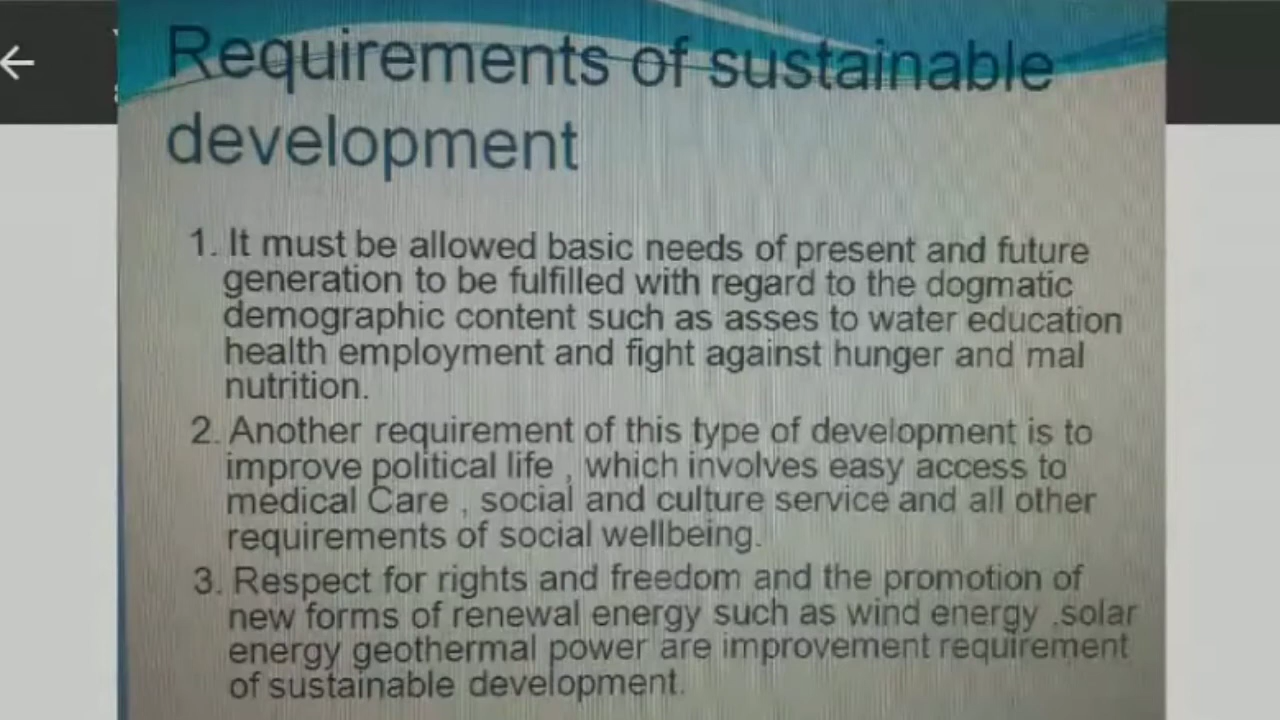 Requirements of sustainable
development
1. It must be allowed basic needs of present and future
generation to be fulfilled with regard to the dogmatic
demographic content such as asses to water education
health employment and fight against hunger and mal
nutrition.
2. Another requirement of this type of development is to
improve political life , which involves easy access to
medical Care , social and culture service and all other
requirements of social wellbeing.
3. Respect for rights and freedom and the promotion of
new forms of renewal energy such as wind energy .solar
energy geothermal power are improvement requirement
of sustainable development.